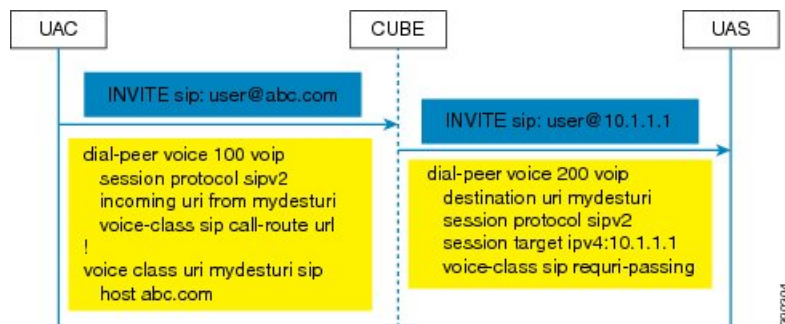 UAC
CUBE
UAS
INVITE sip: user@abc.com
INVITE sip: user@10.1.1.1
dial-peer voice 100 voip
session protocol sipv2
incoming uri from mydesturi
voice-class sip call-route url
!
voice class uri mydesturi sip
host abc.com
dial-peer voice 200 voip
destination uri mydesturi
session protocol sipv2
session target ipv4:10.1.1.1
voice-class sip requri-passing